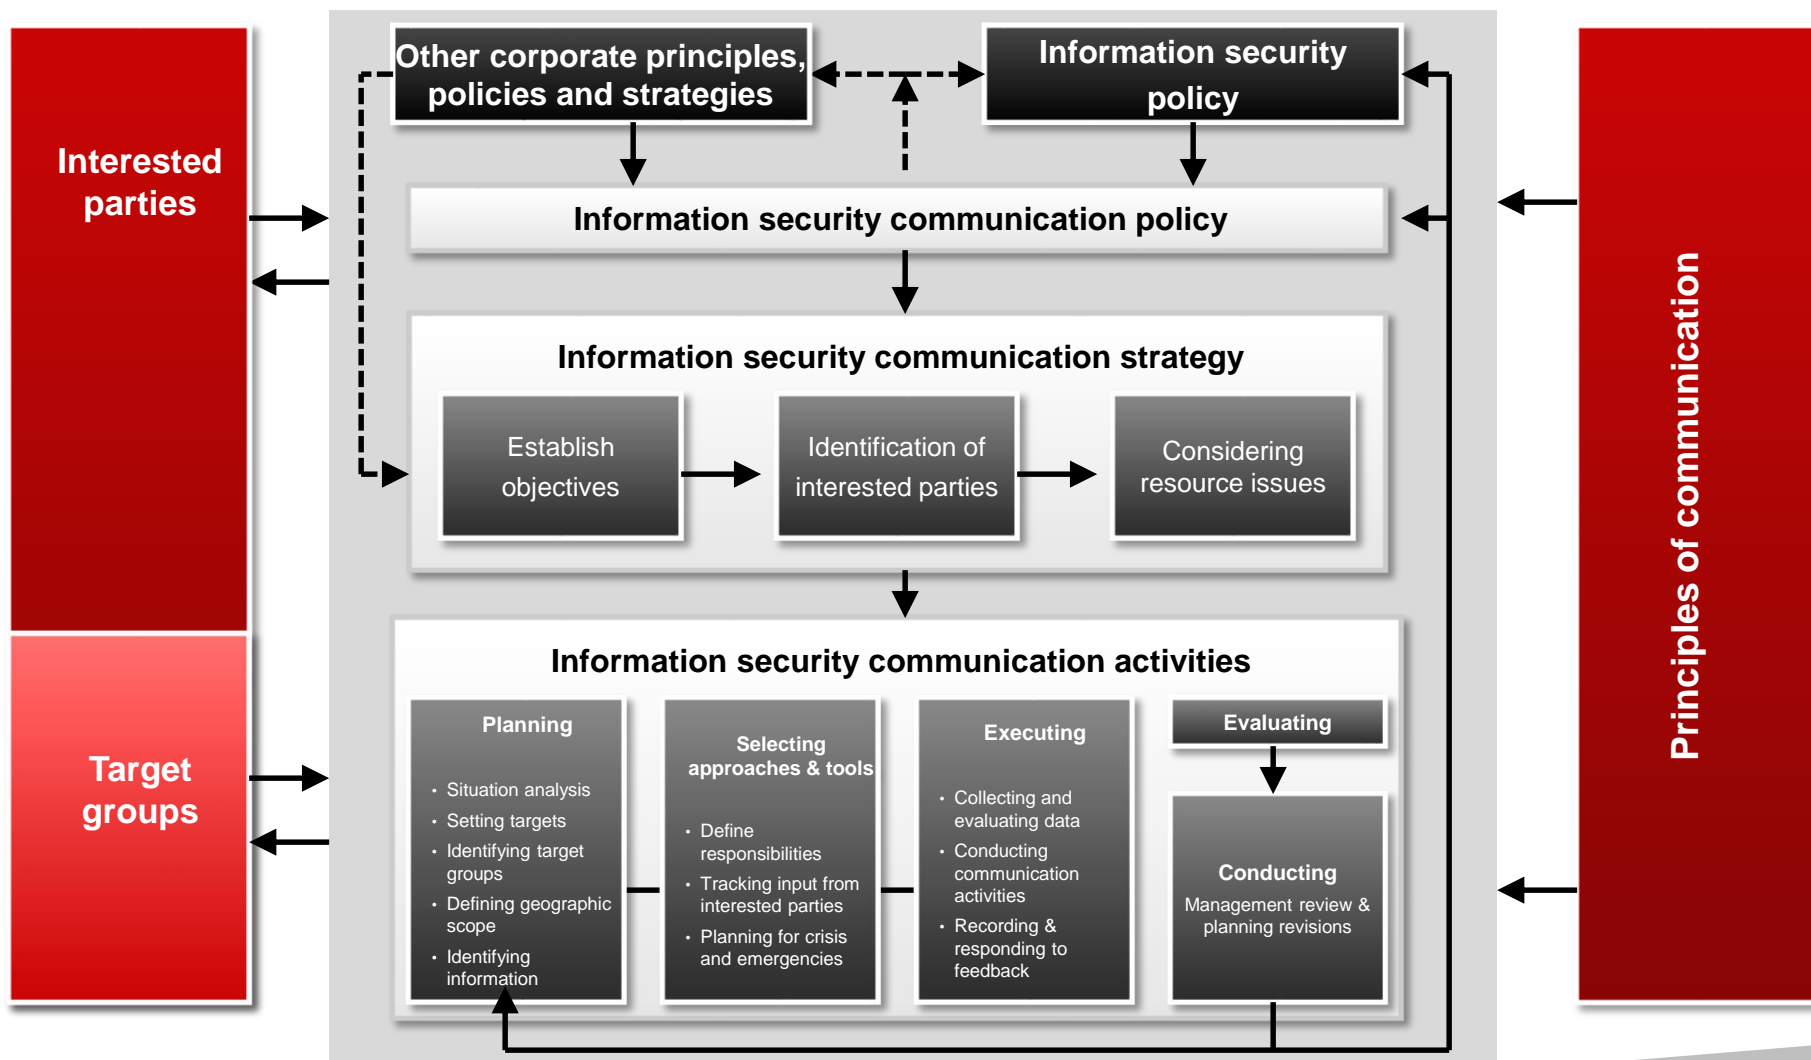 Other corporate principles,
policies and strategies
Information security
policy
Interested
parties
Information security communication policy
Principles of communication
Information security communication strategy
Establish
objectives
Identification of
interested parties
Considering
resource issues
Information security communication activities
Target
groups
Planning
• Situation analysis
• Setting targets
• Identifying target
groups
• Defining geographic
scope
• Identifying
information
Selecting
approaches & tools
• Define
responsibilities
• Tracking input from
interested parties
• Planning for crisis
and emergencies
Executing
• Collecting and
evaluating data
• Conducting
communication
activities
• Recording &
responding to
feedback
Evaluating
Conducting
Management review &
planning revisions